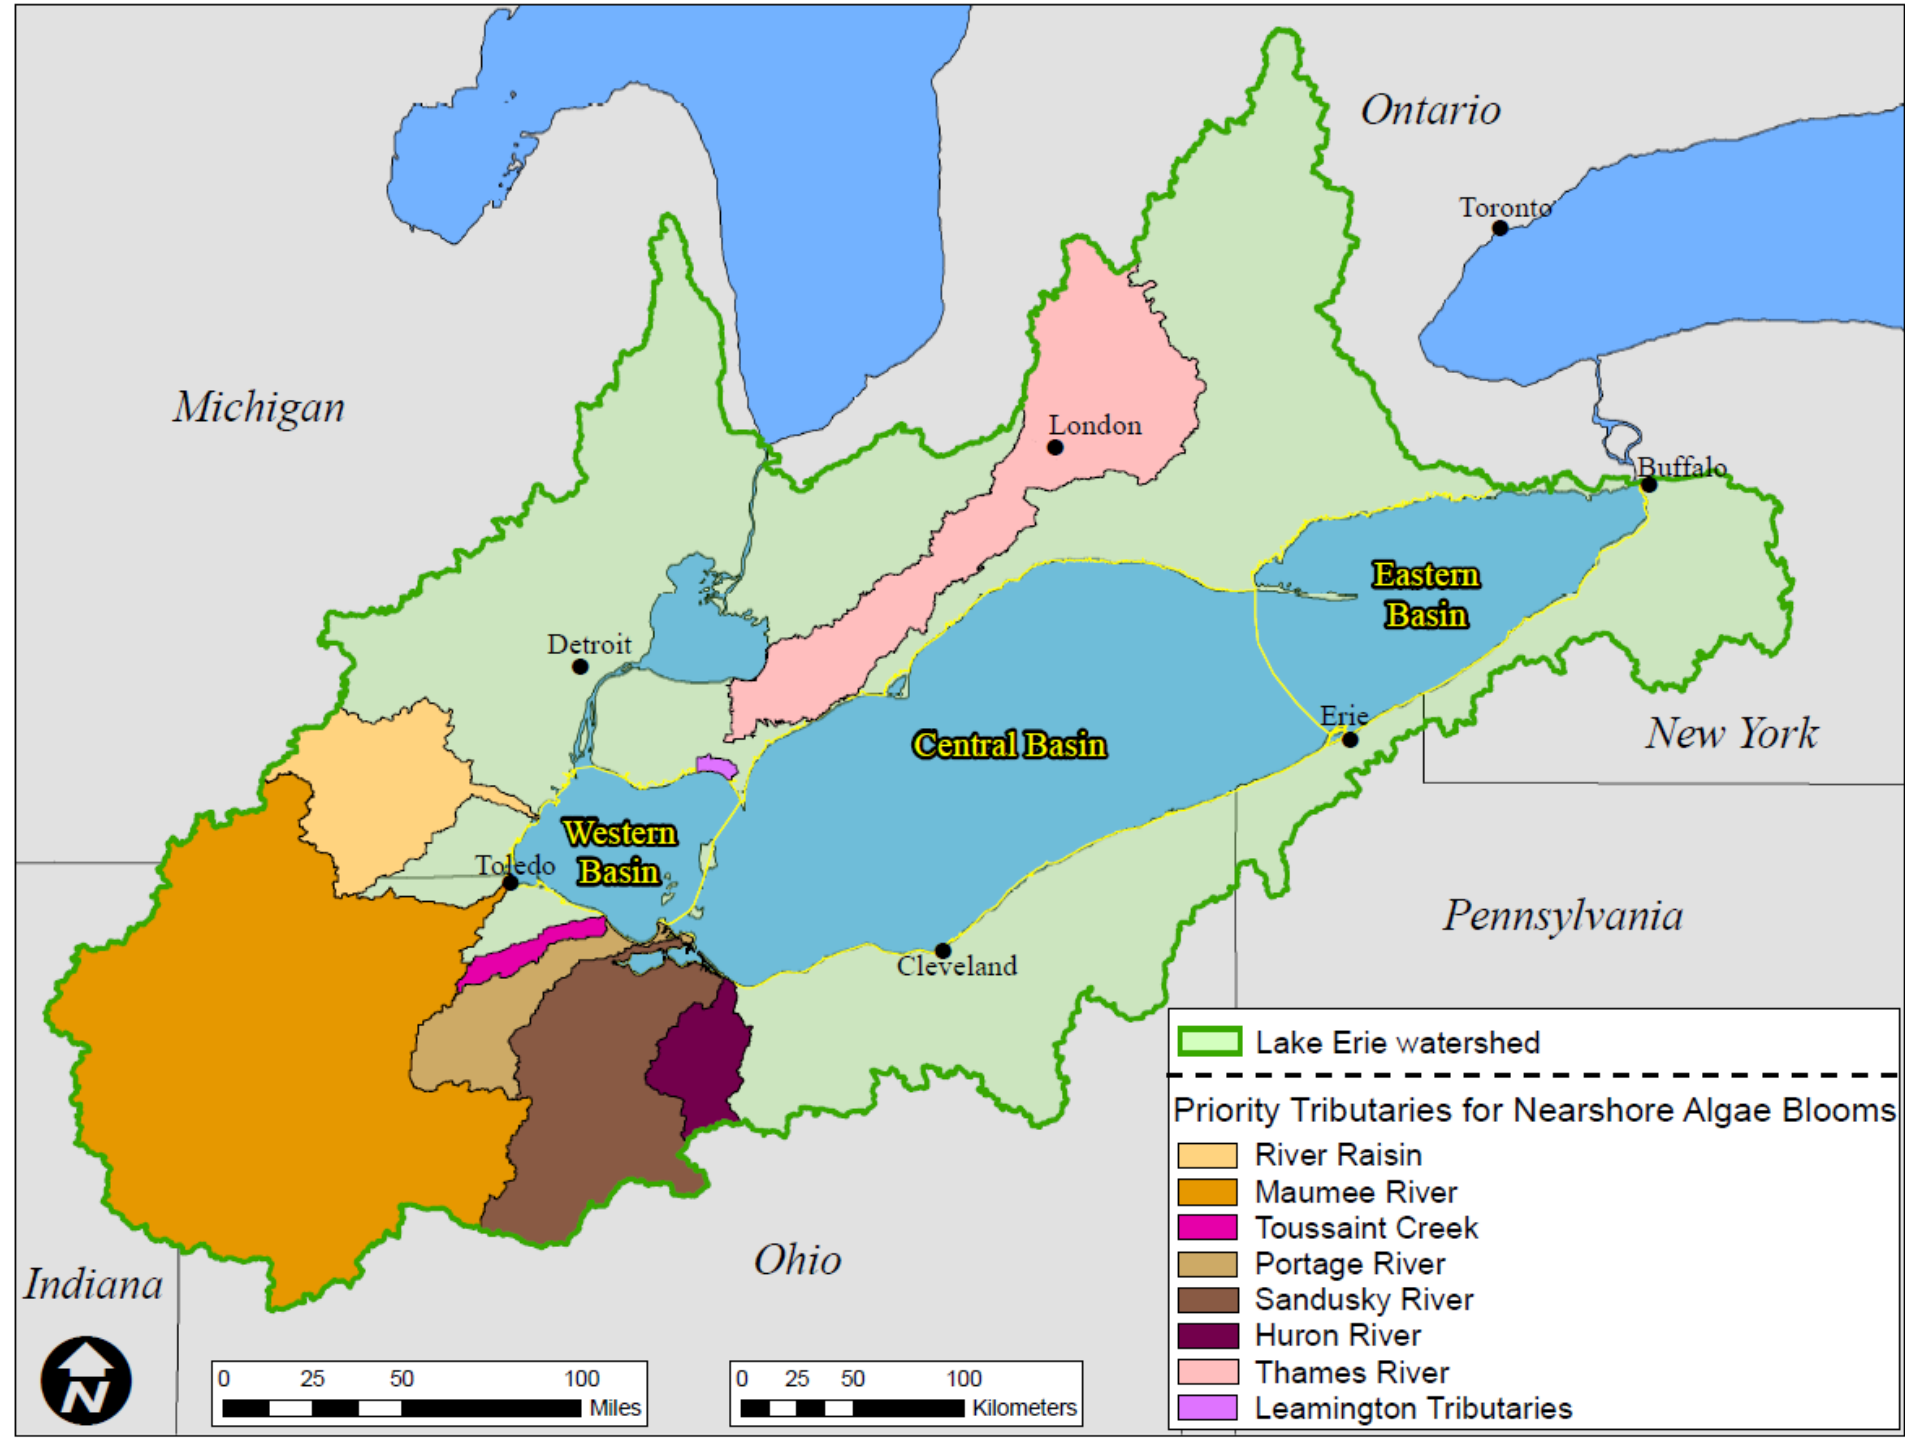 Ontario
Toronto
Michigan
London
Buffalo
Eastern
Basin
Detroit
Erie
New York
Central Basin
Western
Basin
Toledo
Pennsylvania
Cleveland
Ohio
Indiana
N
0 25 50 100
Miles
0 25 50 100
Kilometers
Lake Erie watershed
Priority Tributaries for Nearshore Algae Blooms
River Raisin
Maumee River
Toussaint Creek
Portage River
Sandusky River
Huron River
Thames River
Leamington Tributaries